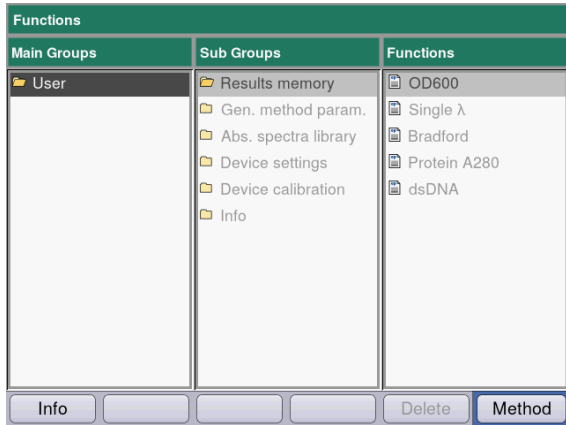 Functions
Main Groups
Sub Groups
Functions
User
Results memory
Gen. method param.
Abs. spectra library
Device settings
Device calibration
Info
OD600
Single λ
Bradford
Protein A280
dsDNA
Info
Delete
Method